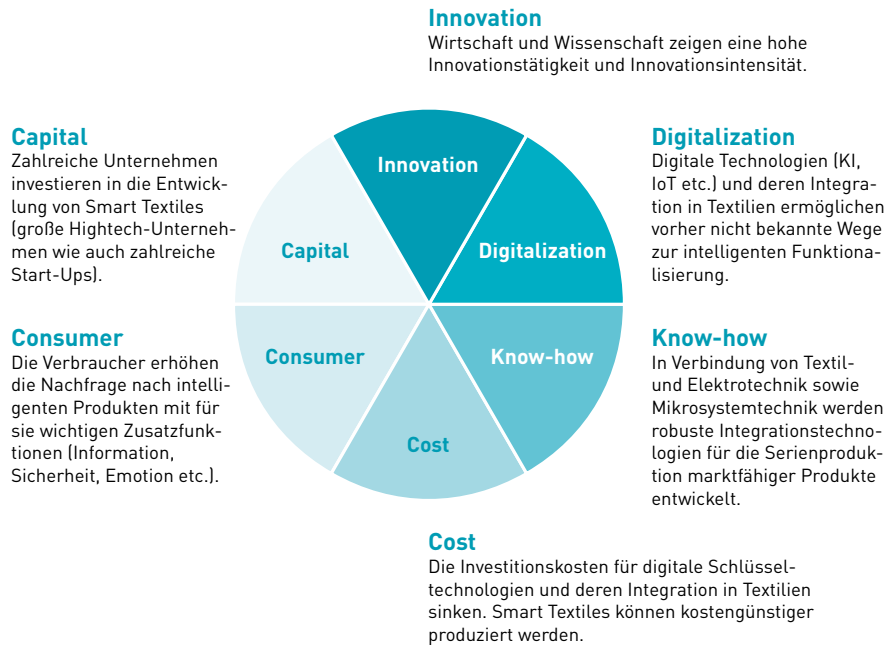 Innovation
Wirtschaft und Wissenschaft zeigen eine hohe
Innovationstätigkeit und Innovationsintensität.
Capital
Zahlreiche Unternehmen
investieren in die Entwick-
lung von Smart Textiles
(große Hightech-Unterneh-
men wie auch zahlreiche
Start-Ups).
Digitalization
Digitale Technologien (KI,
IoT etc.) und deren Integra-
tion in Textilien ermöglichen
vorher nicht bekannte Wege
zur intelligenten Funktiona-
lisierung.
Innovation
Capital
Digitalization
Consumer
Know-how
Cost
Consumer
Die Verbraucher erhöhen
die Nachfrage nach intelli-
genten Produkten mit für
sie wichtigen Zusatzfunk-
tionen (Information,
Sicherheit, Emotion etc.).
Know-how
In Verbindung von Textil-
und Elektrotechnik sowie
Mikrosystemtechnik werden
robuste Integrationstechno-
logien für die Serienproduk-
tion marktfähiger Produkte
entwickelt.
Cost
Die Investitionskosten für digitale Schlüssel-
technologien und deren Integration in Textilien
sinken. Smart Textiles können kostengünstiger
produziert werden.